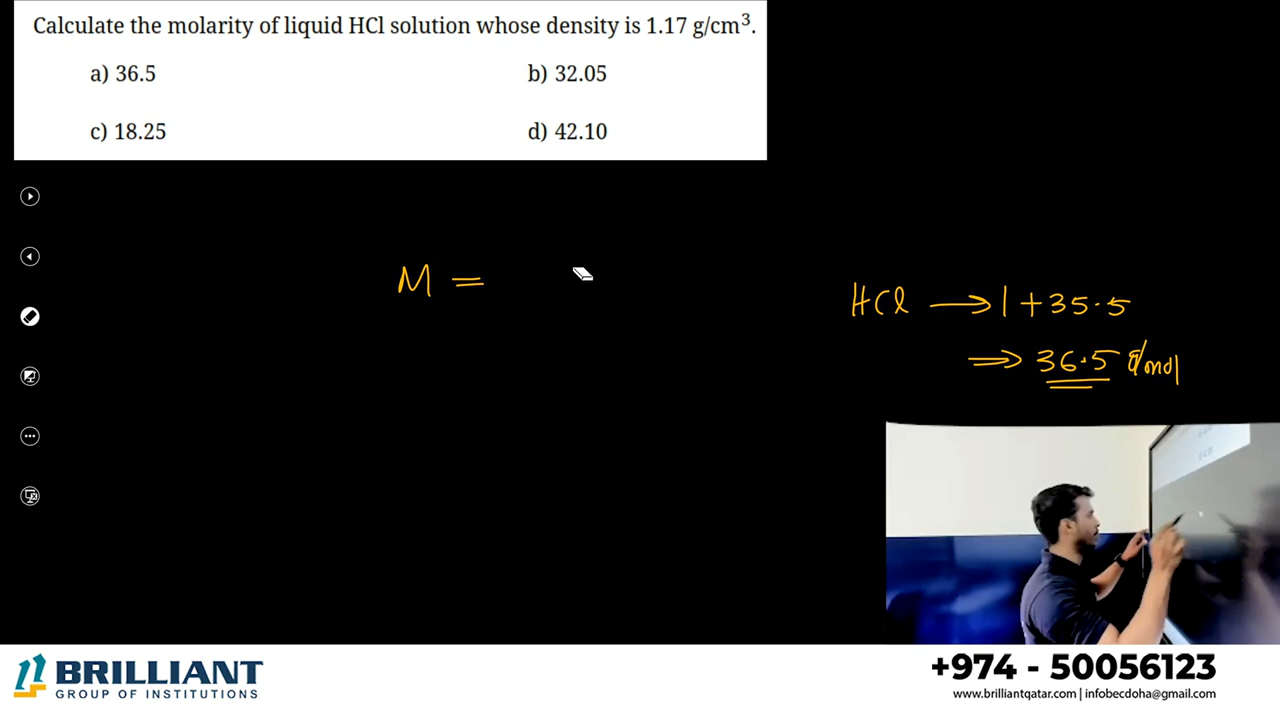 Calculate the molarity of liquid HCl solution whose density is 1.17 g/cm³.
a) 36.5
b) 32.05
c) 18.25
d) 42.10
M =
HCl → 1 + 35.5
⇒ 36.5 g/mol
BRILLIANT
GROUP OF INSTITUTIONS
+974 - 50056123
www.brilliantqatar.com | infobecdoha@gmail.com